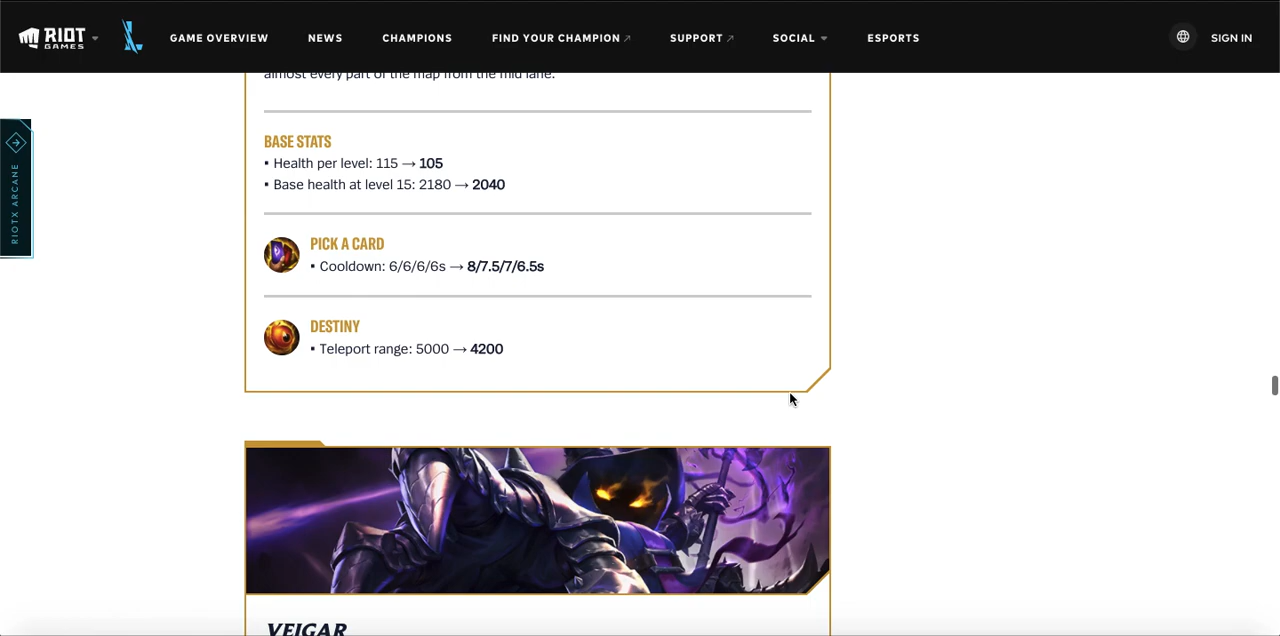 RIOT
GAMES
GAME OVERVIEW
NEWS
CHAMPIONS
FIND YOUR CHAMPION
SUPPORT
SOCIAL
ESPORTS
SIGN IN
RIOTX ARCANE
almost every part of the map from the mid lane.
BASE STATS
▪ Health per level: 115 → 105
▪ Base health at level 15: 2180 → 2040
PICK A CARD
▪ Cooldown: 6/6/6/6s → 8/7.5/7/6.5s
DESTINY
▪ Teleport range: 5000 → 4200
VEIGAR